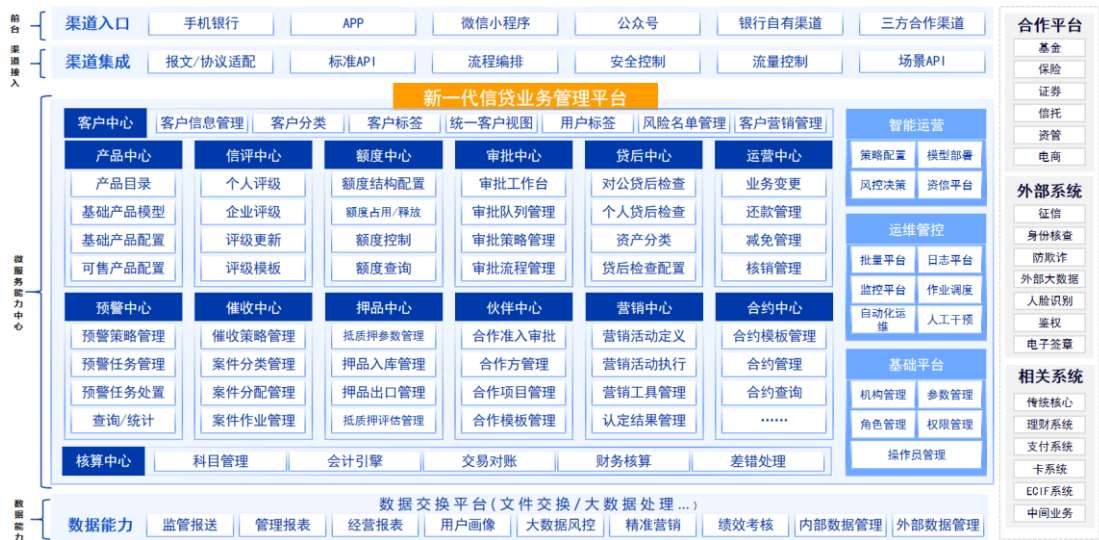 前台
渠道入口 手机银行 APP 微信小程序 公众号 银行自有渠道 三方合作渠道
渠道接入
渠道集成 报文/协议适配 标准API 流程编排 安全控制 流量控制 场景API
微服务能力中心
新一代信贷业务管理平台
客户中心 客户信息管理 客户分类 客户标签 统一客户视图 用户标签 风险名单管理 客户营销管理
产品中心 信评中心 额度中心 审批中心 贷后中心 运营中心
产品目录 个人评级 额度结构配置 审批工作台 对公贷后检查 业务变更
基础产品模型 企业评级 额度占用/释放 审批队列管理 个人贷后检查 还款管理
基础产品配置 评级更新 额度控制 审批策略管理 资产分类 减免管理
可售产品配置 评级模板 额度查询 审批流程管理 贷后检查配置 核销管理
预警中心 催收中心 押品中心 伙伴中心 营销中心 合约中心
预警策略管理 催收策略管理 抵质押参数管理 合作准入审批 营销活动定义 合约模板管理
预警任务管理 案件分类管理 押品入库管理 合作方管理 营销活动执行 合约管理
预警任务处置 案件分配管理 押品出口管理 合作项目管理 营销工具管理 合约查询
查询/统计 案件作业管理 抵质押评估管理 合作模板管理 认定结果管理 ……
核算中心 科目管理 会计引擎 交易对账 财务核算 差错处理
智能运营
策略配置 模型部署
风控决策 资信平台
运维管控
批量平台 日志平台
监控平台 作业调度
自动化运维 人工干预
基础平台
机构管理 参数管理
角色管理 权限管理
操作员管理
数据能力
数据交换平台(文件交换/大数据处理...)
数据能力 监管报送 管理报表 经营报表 用户画像 大数据风控 精准营销 绩效考核 内部数据管理 外部数据管理
合作平台
基金
保险
证券
信托
资管
电商
外部系统
征信
身份核查
防欺诈
外部大数据
人脸识别
鉴权
电子签章
相关系统
传统核心
理财系统
支付系统
卡系统
ECIF系统
中间业务